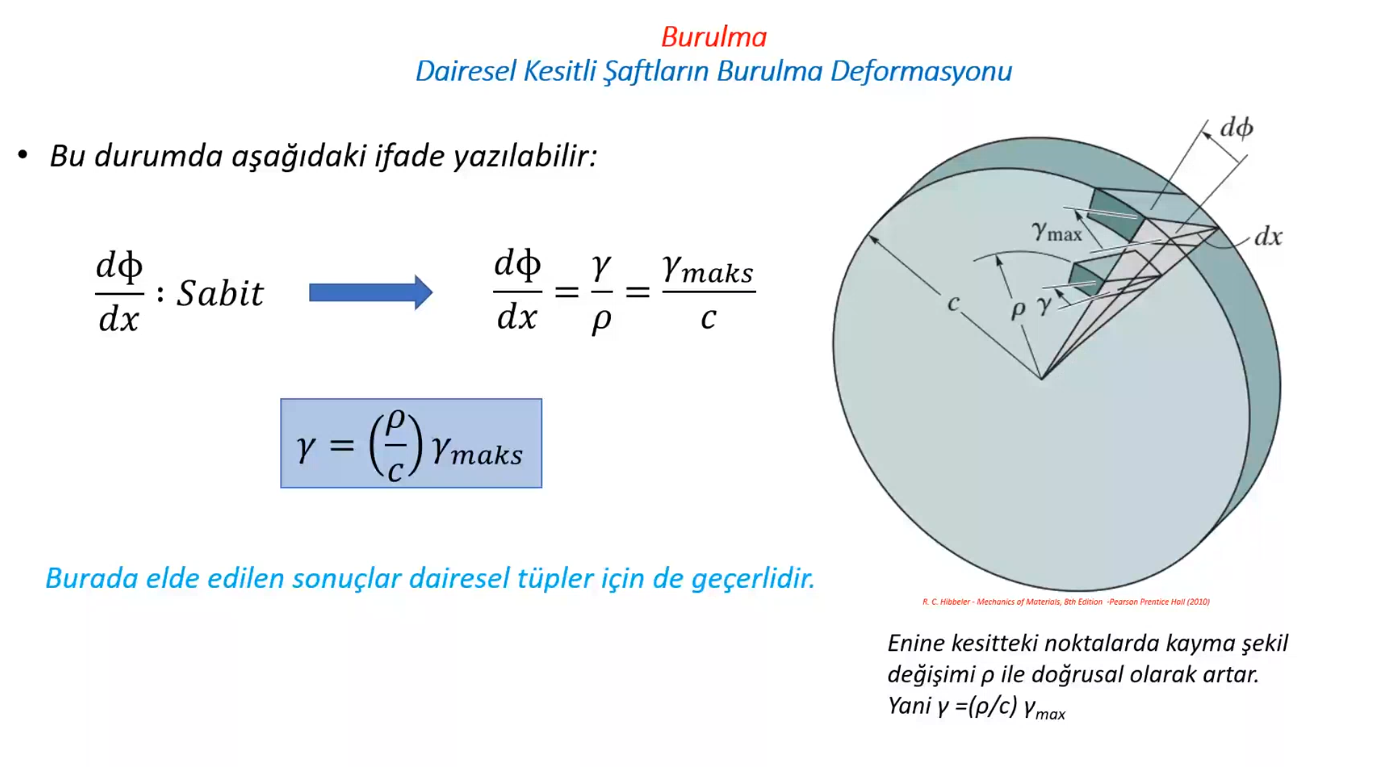 Burulma
Dairesel Kesitli Şaftların Burulma Deformasyonu
• Bu durumda aşağıdaki ifade yazılabilir:
dϕ/dx : Sabit
dϕ/dx = γ/ρ = γmaks/c
γ = (ρ/c) γmaks
Burada elde edilen sonuçlar dairesel tüpler için de geçerlidir.
dϕ
γmax
dx
c
ρ
γ
R. C. Hibbeler - Mechanics of Materials, 8th Edition -Pearson Prentice Hall (2010)
Enine kesitteki noktalarda kayma şekil
değişimi ρ ile doğrusal olarak artar.
Yani γ =(ρ/c) γmax